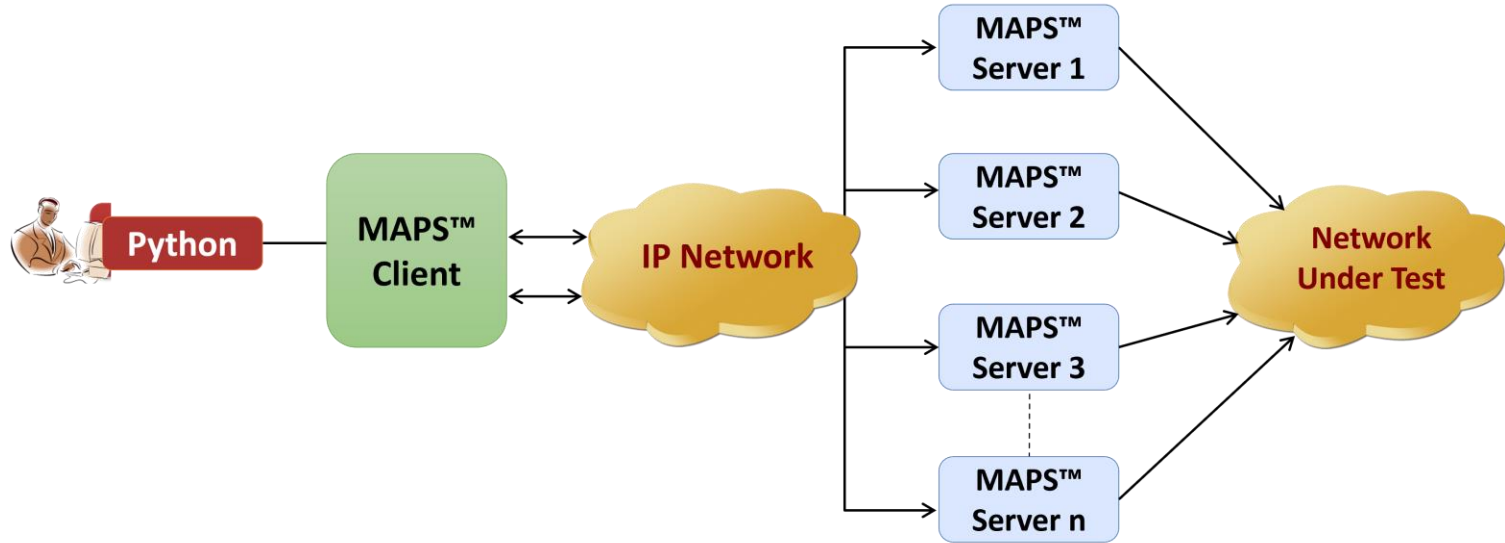 Python
MAPS™
Client
IP Network
MAPS™
Server 1
MAPS™
Server 2
MAPS™
Server 3
MAPS™
Server n
Network
Under Test